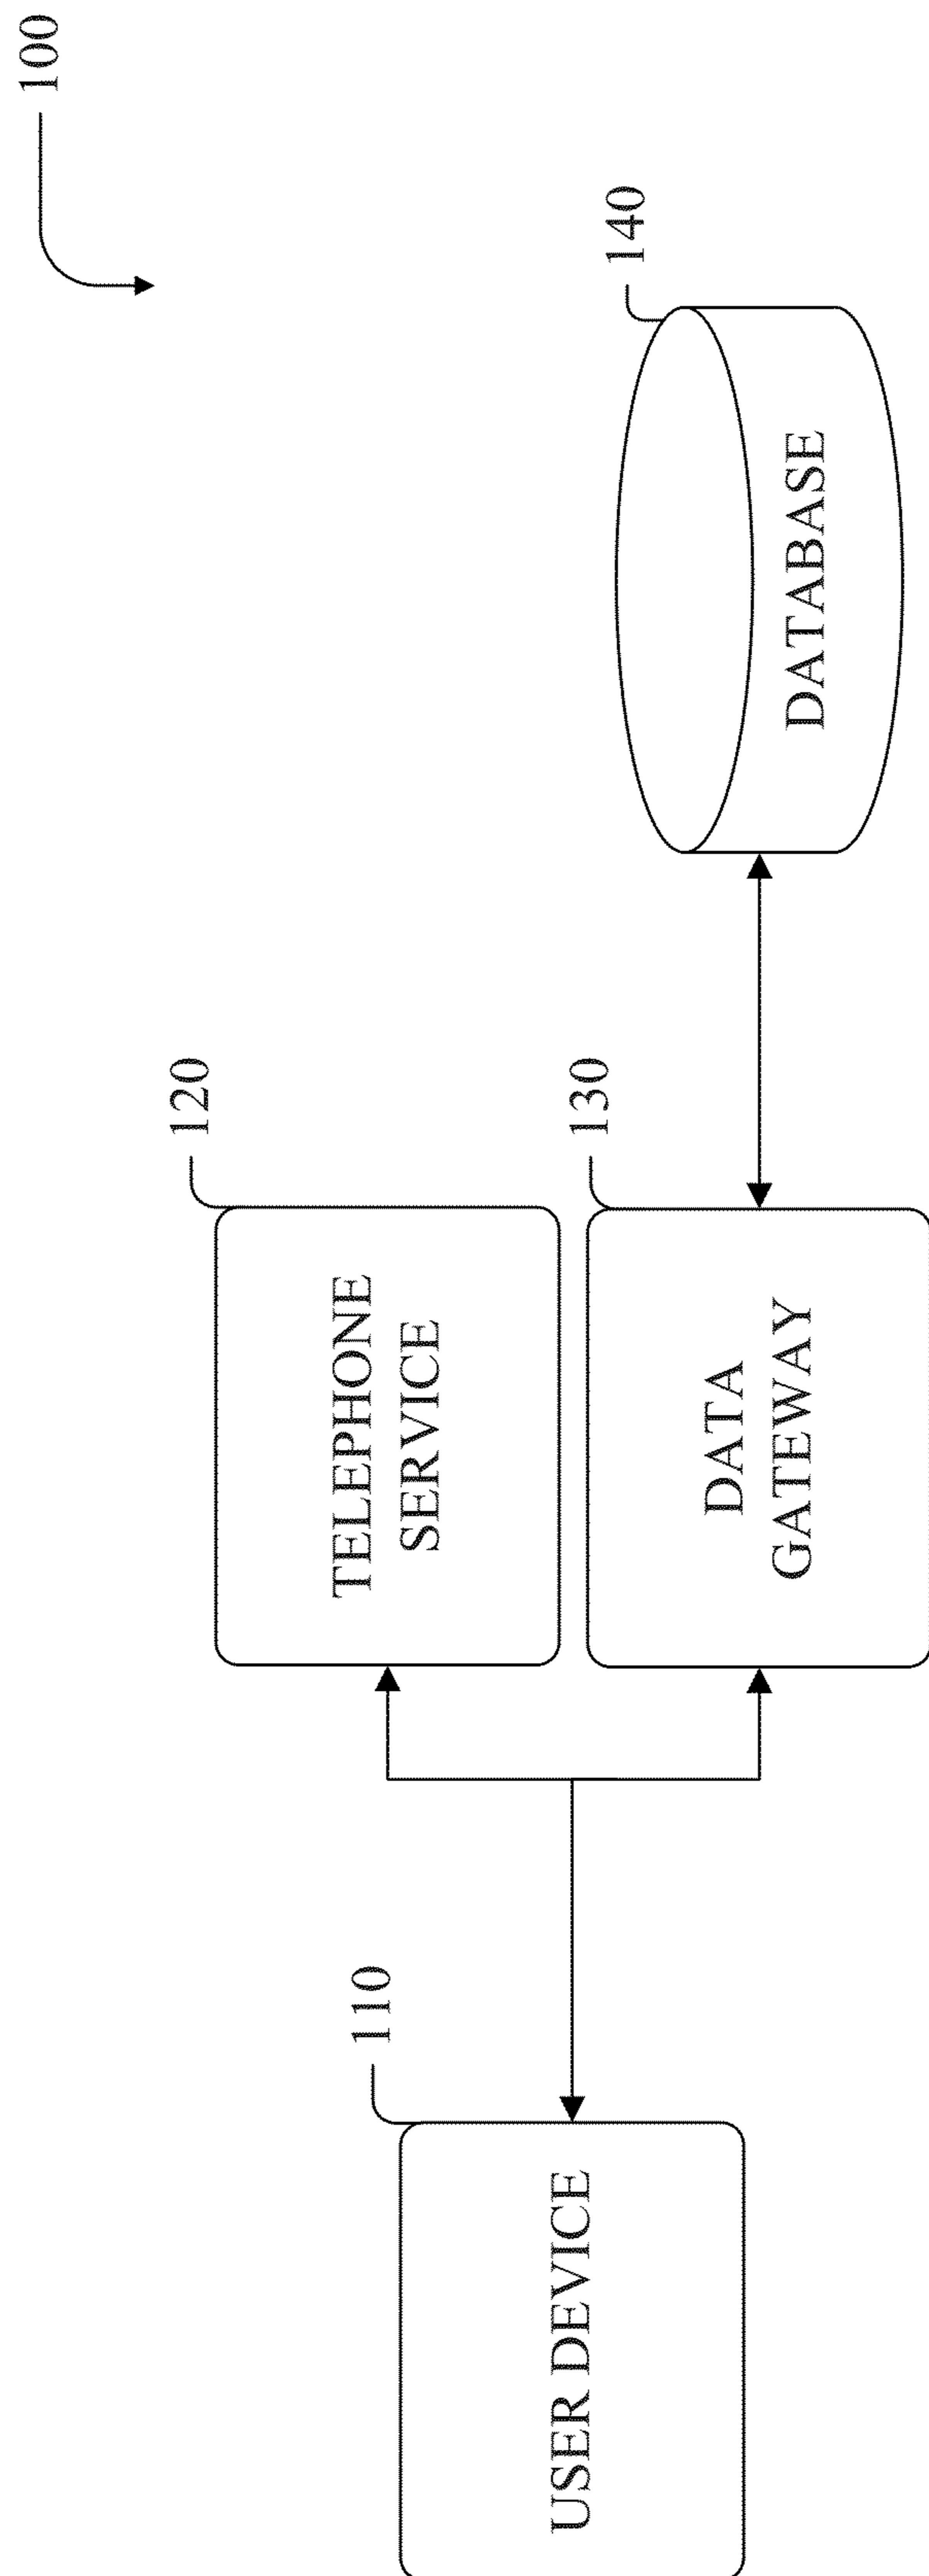 100
110
USER DEVICE
120
TELEPHONE
SERVICE
130
DATA
GATEWAY
140
DATABASE